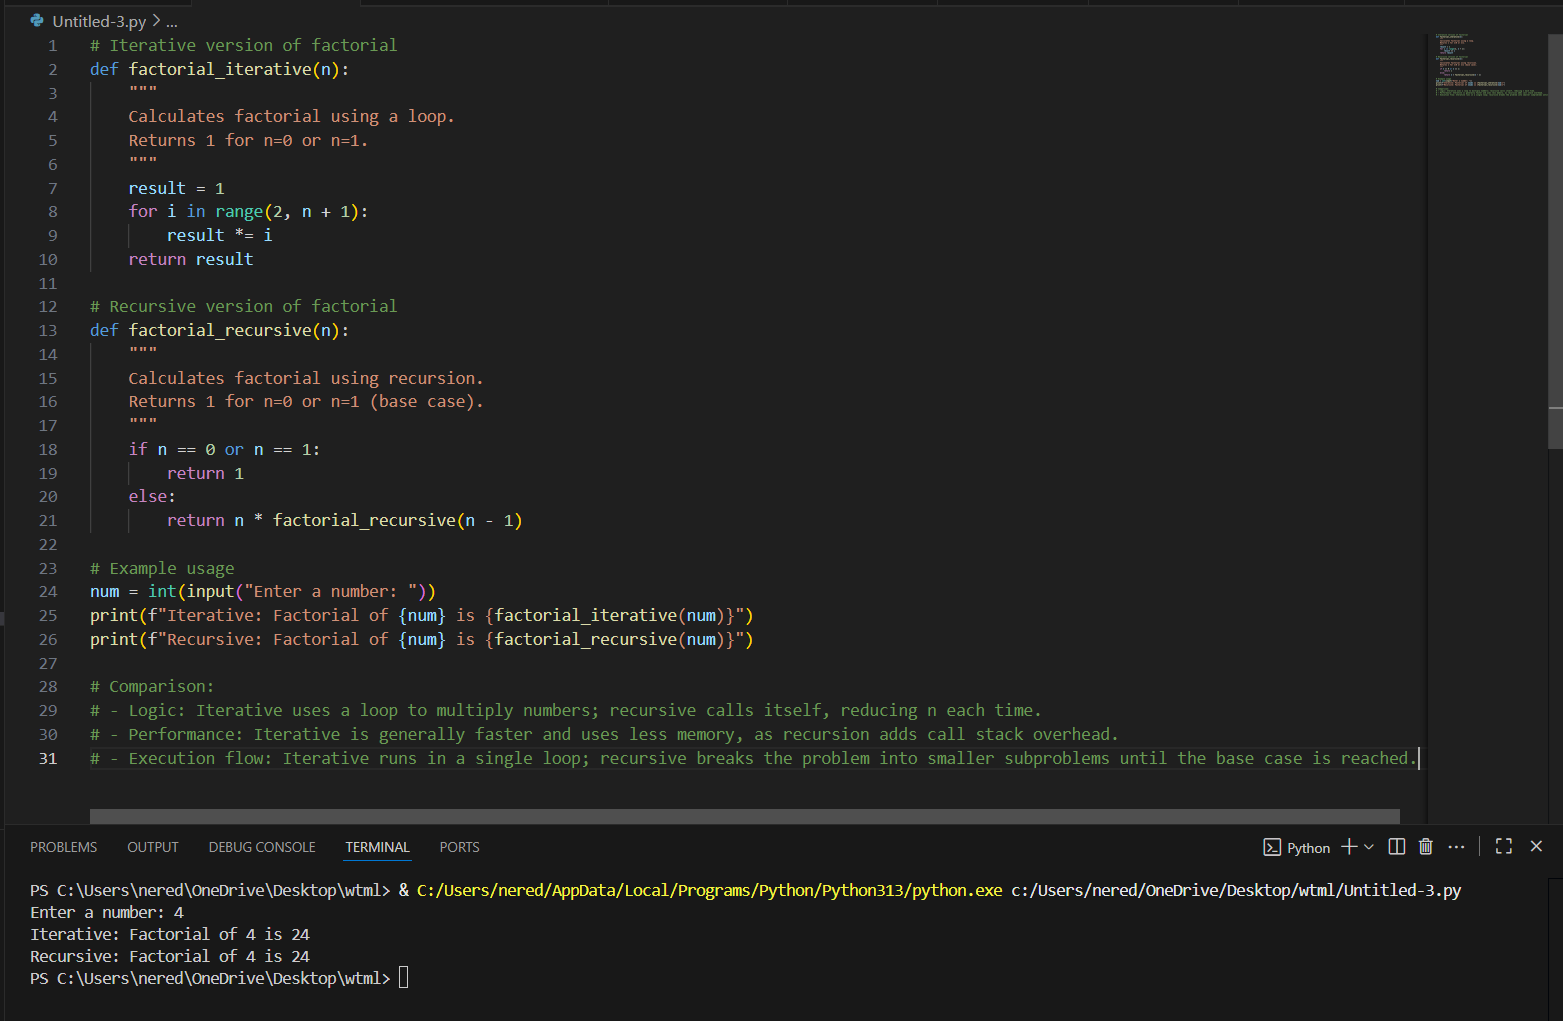 Untitled-3.py > ...
1 # Iterative version of factorial
2 def factorial_iterative(n):
3     """
4     Calculates factorial using a loop.
5     Returns 1 for n=0 or n=1.
6     """
7     result = 1
8     for i in range(2, n + 1):
9         result *= i
10     return result
11
12 # Recursive version of factorial
13 def factorial_recursive(n):
14     """
15     Calculates factorial using recursion.
16     Returns 1 for n=0 or n=1 (base case).
17     """
18     if n == 0 or n == 1:
19         return 1
20     else:
21         return n * factorial_recursive(n - 1)
22
23 # Example usage
24 num = int(input("Enter a number: "))
25 print(f"Iterative: Factorial of {num} is {factorial_iterative(num)}")
26 print(f"Recursive: Factorial of {num} is {factorial_recursive(num)}")
27
28 # Comparison:
29 # - Logic: Iterative uses a loop to multiply numbers; recursive calls itself, reducing n each time.
30 # - Performance: Iterative is generally faster and uses less memory, as recursion adds call stack overhead.
31 # - Execution flow: Iterative runs in a single loop; recursive breaks the problem into smaller subproblems until the base case is reached.
PROBLEMS OUTPUT DEBUG CONSOLE TERMINAL PORTS Python
PS C:\Users\nered\OneDrive\Desktop\wtml> & C:/Users/nered/AppData/Local/Programs/Python/Python313/python.exe c:/Users/nered/OneDrive/Desktop/wtml/Untitled-3.py
Enter a number: 4
Iterative: Factorial of 4 is 24
Recursive: Factorial of 4 is 24
PS C:\Users\nered\OneDrive\Desktop\wtml>